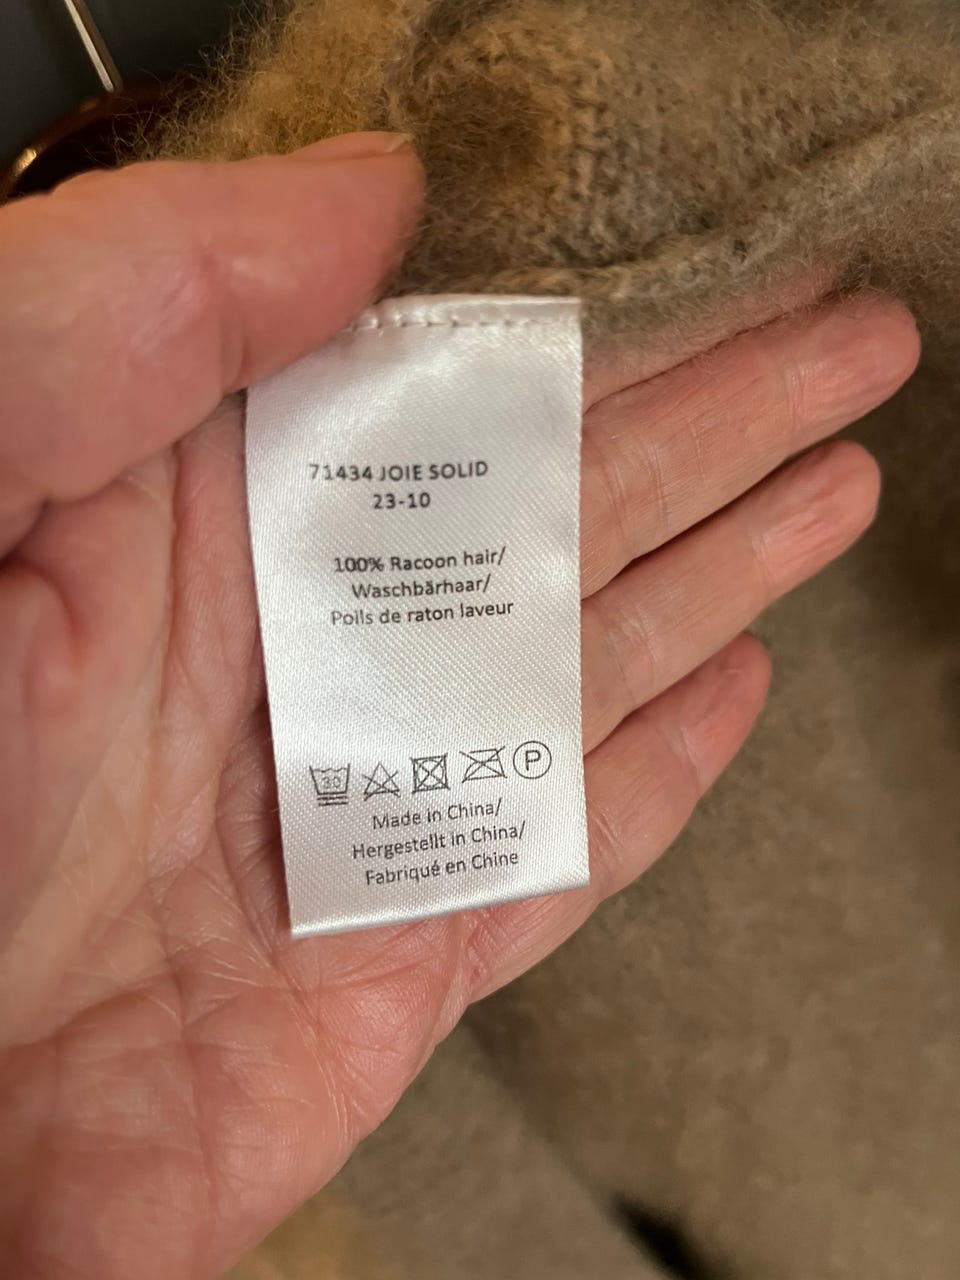 71434 JOIE SOLID
23-10
100% Racoon hair/
Waschbärhaar/
Poils de raton laveur
30
P
Made in China/
Hergestellt in China/
Fabriqué en Chine